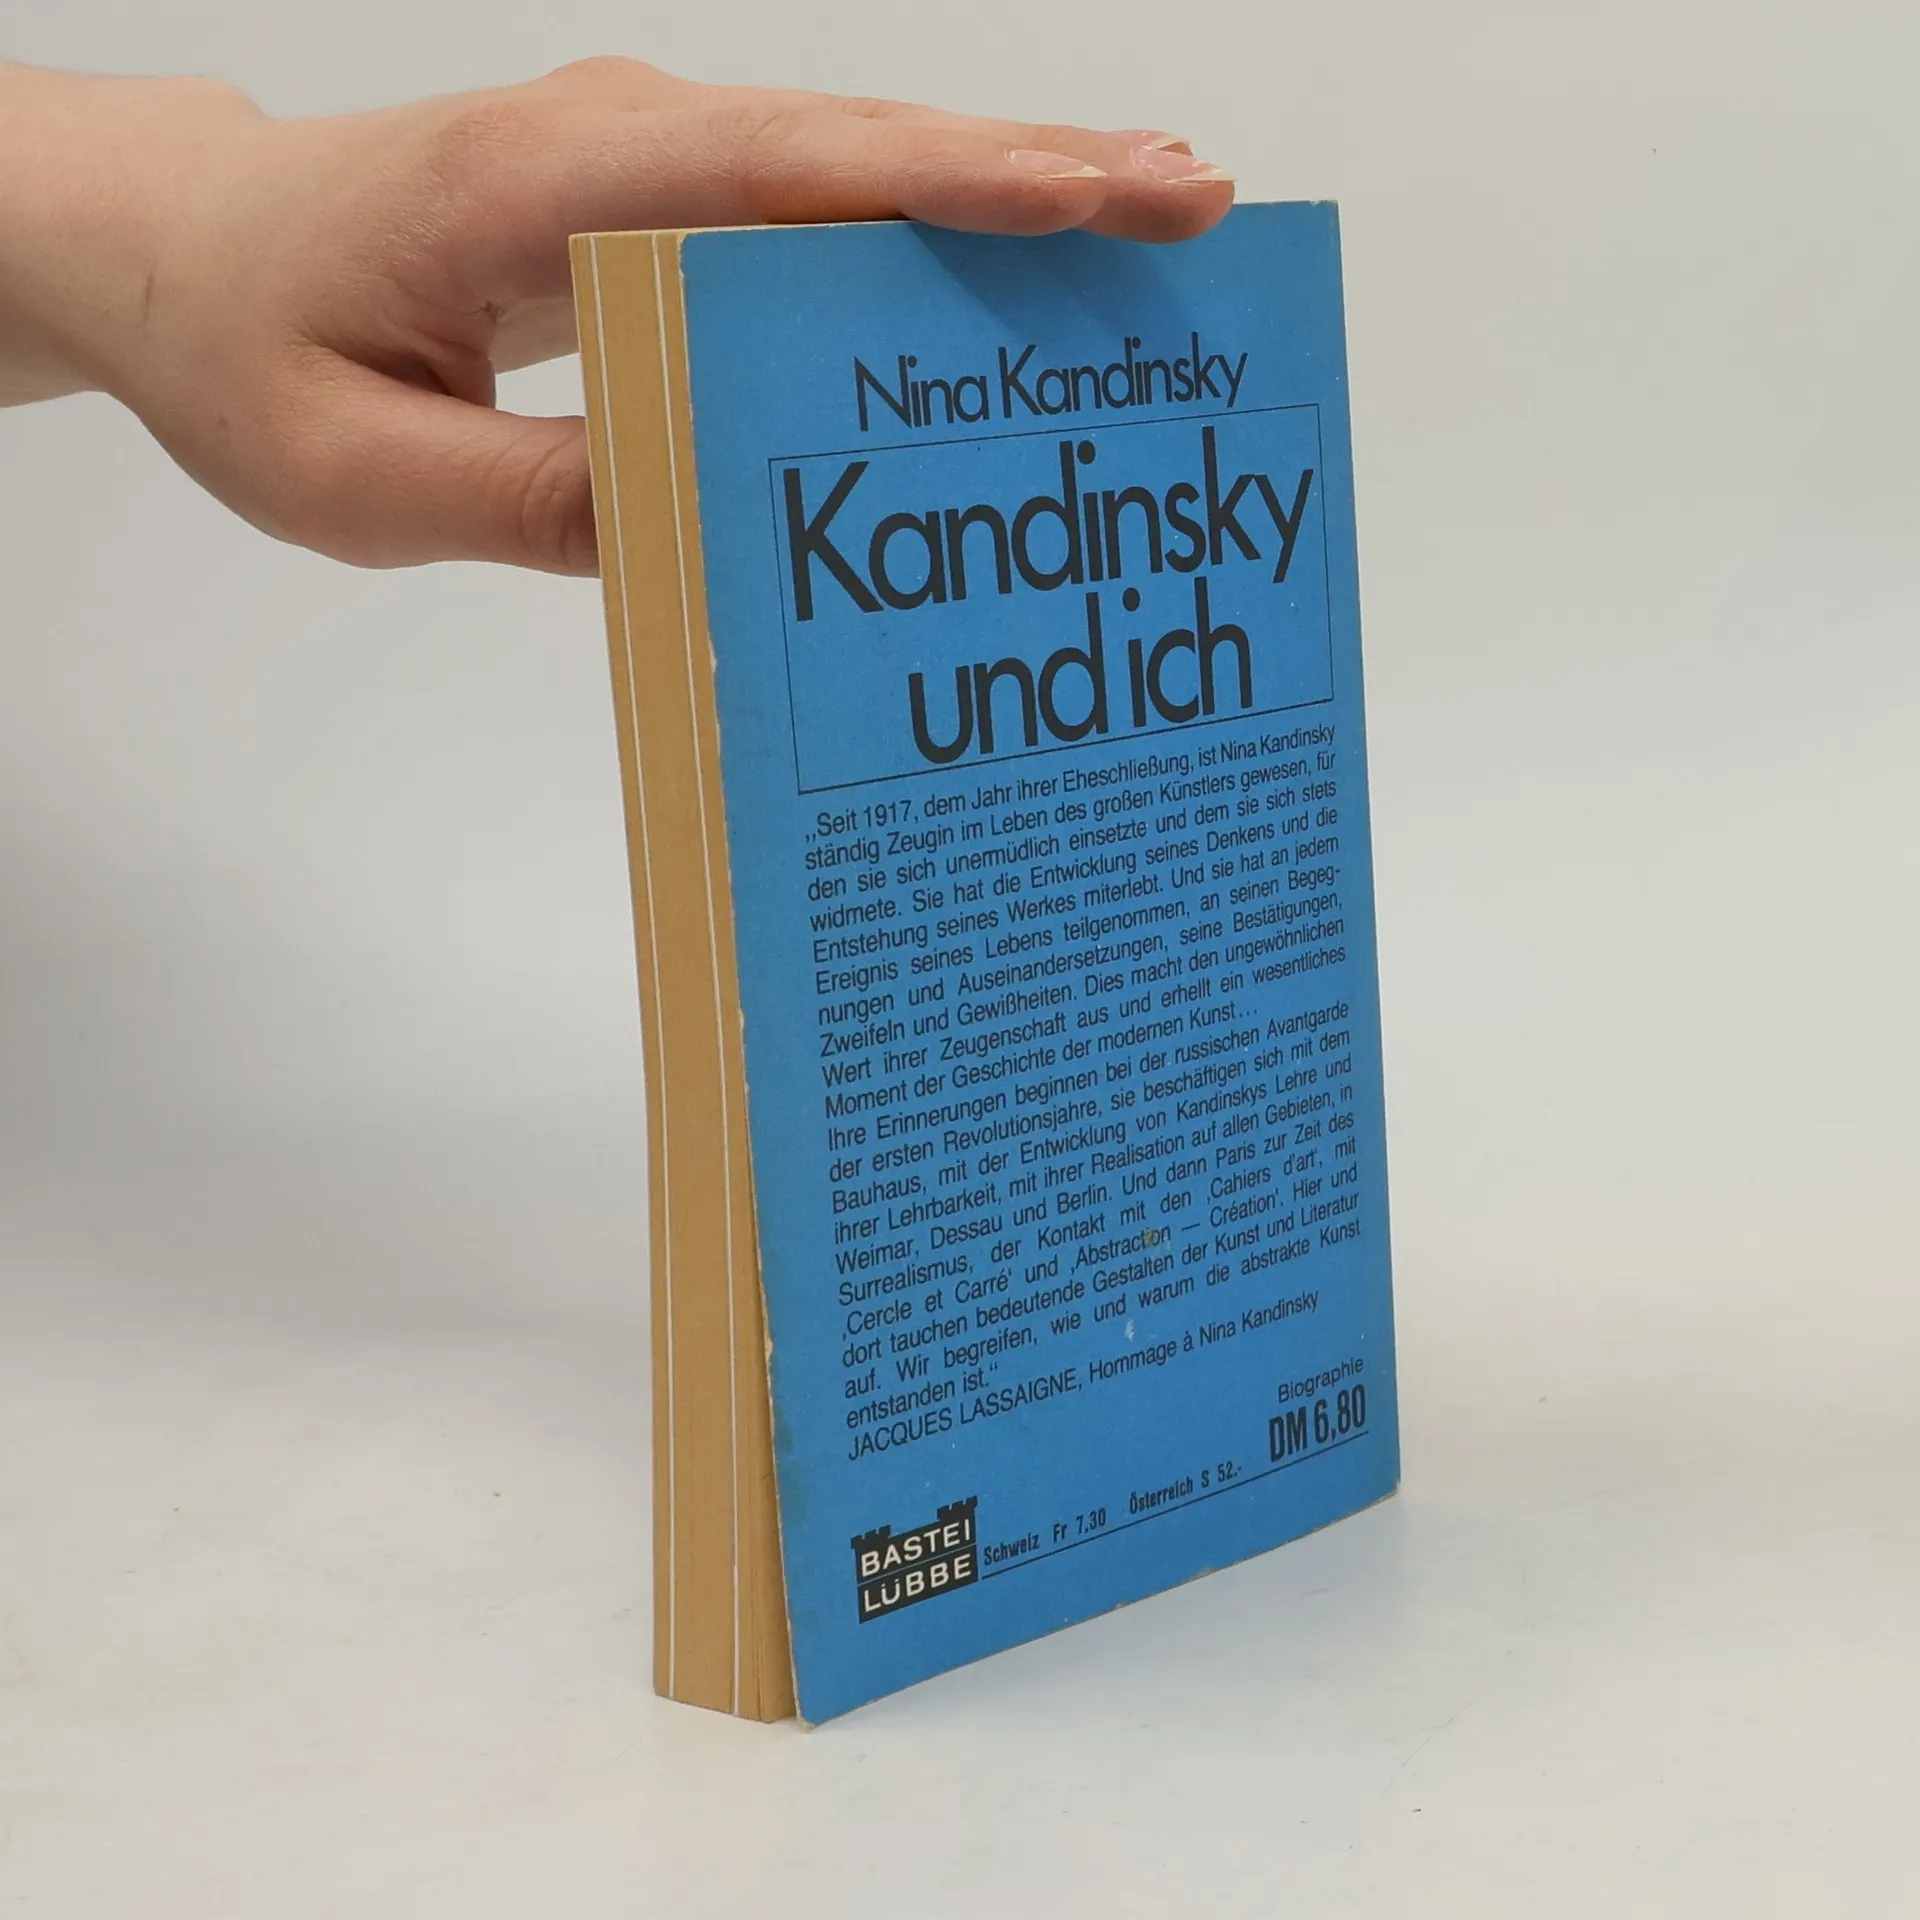 Nina Kandinsky
Kandinsky
und ich
„Seit 1917, dem Jahr ihrer Eheschließung, ist Nina Kandinsky
ständig Zeugin im Leben des großen Künstlers gewesen, für
den sie sich unermüdlich einsetzte und dem sie sich stets
widmete. Sie hat die Entwicklung seines Denkens und die
Entstehung seines Werkes miterlebt. Und sie hat an jedem
Ereignis seines Lebens teilgenommen, an seinen Begeg-
nungen und Auseinandersetzungen, seine Bestätigungen,
Zweifeln und Gewißheiten. Dies macht den ungewöhnlichen
Wert ihrer Zeugenschaft aus und erhellt ein wesentliches
Moment der Geschichte der modernen Kunst...
Ihre Erinnerungen beginnen bei der russischen Avantgarde
der ersten Revolutionsjahre, sie beschäftigen sich mit dem
Bauhaus, mit der Entwicklung von Kandinskys Lehre und
ihrer Lehrbarkeit, mit ihrer Realisation auf allen Gebieten, in
Weimar, Dessau und Berlin. Und dann Paris zur Zeit des
Surrealismus, der Kontakt mit den ‚Cahiers d'art', mit
‚Cercle et Carré' und ‚Abstraction — Création'. Hier und
dort tauchen bedeutende Gestalten der Kunst und Literatur
auf. Wir begreifen, wie und warum die abstrakte Kunst
entstanden ist."
JACQUES LASSAIGNE, Hommage à Nina Kandinsky
Biographie
DM 6,80
BASTEI
LÜBBE
Schweiz Fr 7,30 Österreich S 52.-